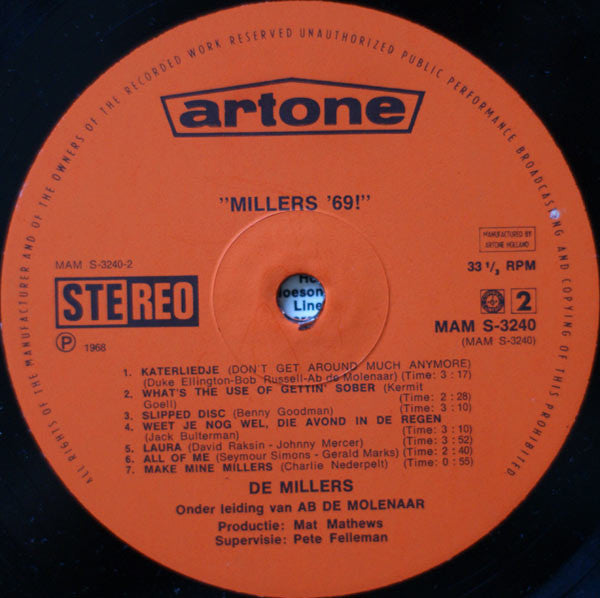 ALL RIGHTS OF THE MANUFACTURER AND OF THE OWNERS OF THE RECORDED WORK RESERVED UNAUTHORIZED PUBLIC PERFORMANCE BROADCASTING AND COPYING OF THIS PROHIBITED
artone
"MILLERS '69!"
MANUFACTURED BY
ARTONE HOLLAND
MAM S-3240-2
33 1/3 RPM
STEREO
2
MAM S-3240
(MAM S-3240)
P 1968
Line
1. KATERLIEDJE (DON'T GET AROUND MUCH ANYMORE)
(Duke Ellington-Bob Russell-Ab de Molenaar) (Time: 3 : 17)
2. WHAT'S THE USE OF GETTIN' SOBER (Kermit
Goell) (Time: 2 : 28)
3. SLIPPED DISC (Benny Goodman) (Time: 3 : 10)
4. WEET JE NOG WEL, DIE AVOND IN DE REGEN
(Jack Bulterman) (Time: 3 : 10)
5. LAURA (David Raksin - Johnny Mercer) (Time: 3 : 52)
6. ALL OF ME (Seymour Simons - Gerald Marks) (Time: 2 : 40)
7. MAKE MINE MILLERS (Charlie Nederpelt) (Time: 0 : 55)
DE MILLERS
Onder leiding van AB DE MOLENAAR
Productie: Mat Mathews
Supervisie: Pete Felleman